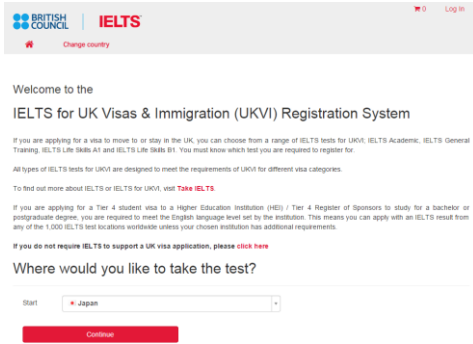 BRITISH COUNCIL IELTS
0 Log In
Change country
Welcome to the
IELTS for UK Visas & Immigration (UKVI) Registration System
If you are applying for a visa to move to or stay in the UK, you can choose from a range of IELTS tests for UKVI; IELTS Academic, IELTS General
Training, IELTS Life Skills A1 and IELTS Life Skills B1. You must know which test you are required to register for.
All types of IELTS tests for UKVI are designed to meet the requirements of UKVI for different visa categories.
To find out more about IELTS or IELTS for UKVI, visit Take IELTS
If you are applying for a Tier 4 student visa to a Higher Education Institution (HEI) / Tier 4 Register of Sponsors to study for a bachelor or
postgraduate degree, you are required to meet the English language level set by the institution. This means you can apply with an IELTS result from
any of the 1,000 IELTS test locations worldwide unless your chosen institution has additional requirements.
If you do not require IELTS to support a UK visa application, please click here
Where would you like to take the test?
Start Japan
Continue